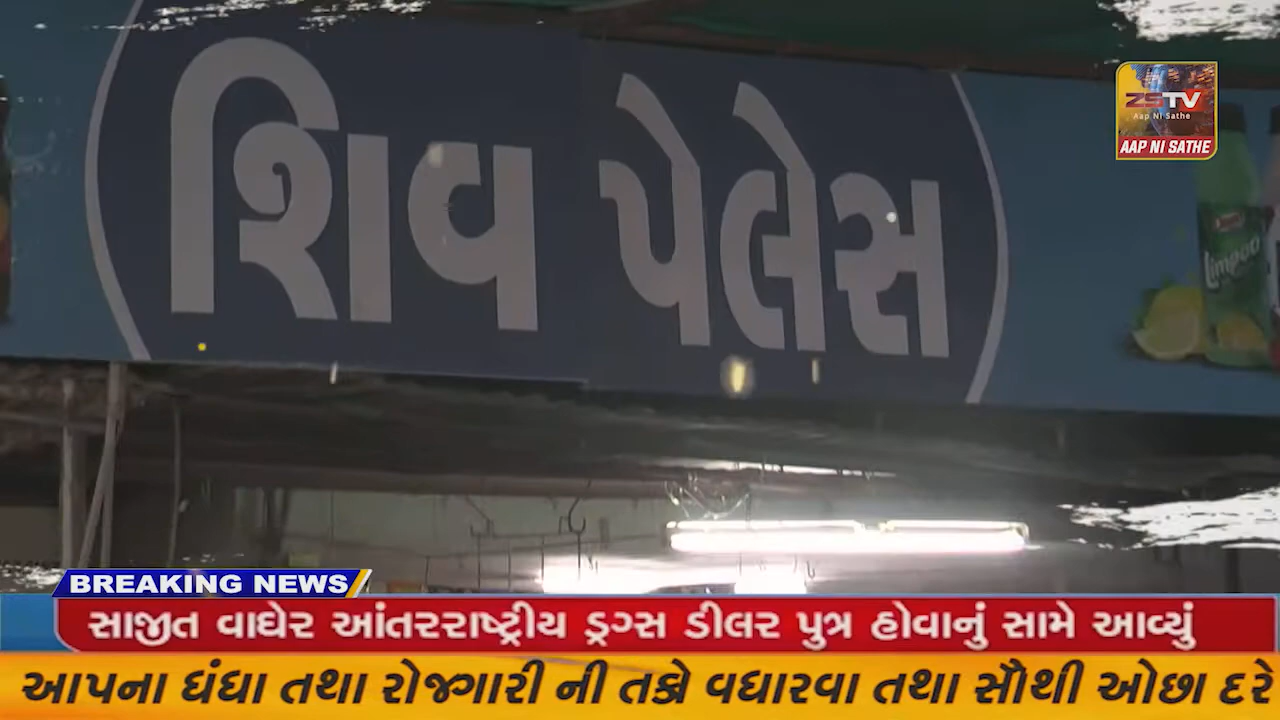 શિવ પેલેસ
ZSTV
Aap Ni Sathe
AAP NI SATHE
Limpoo
BREAKING NEWS
સાજીત વાઘેર આંતરરાષ્ટ્રીય ડ્રગ્સ ડીલર પુત્ર હોવાનું સામે આવ્યું
આપના ધંધા તથા રોજગારી ની તકો વધારવા તથા સૌથી ઓછા દરે